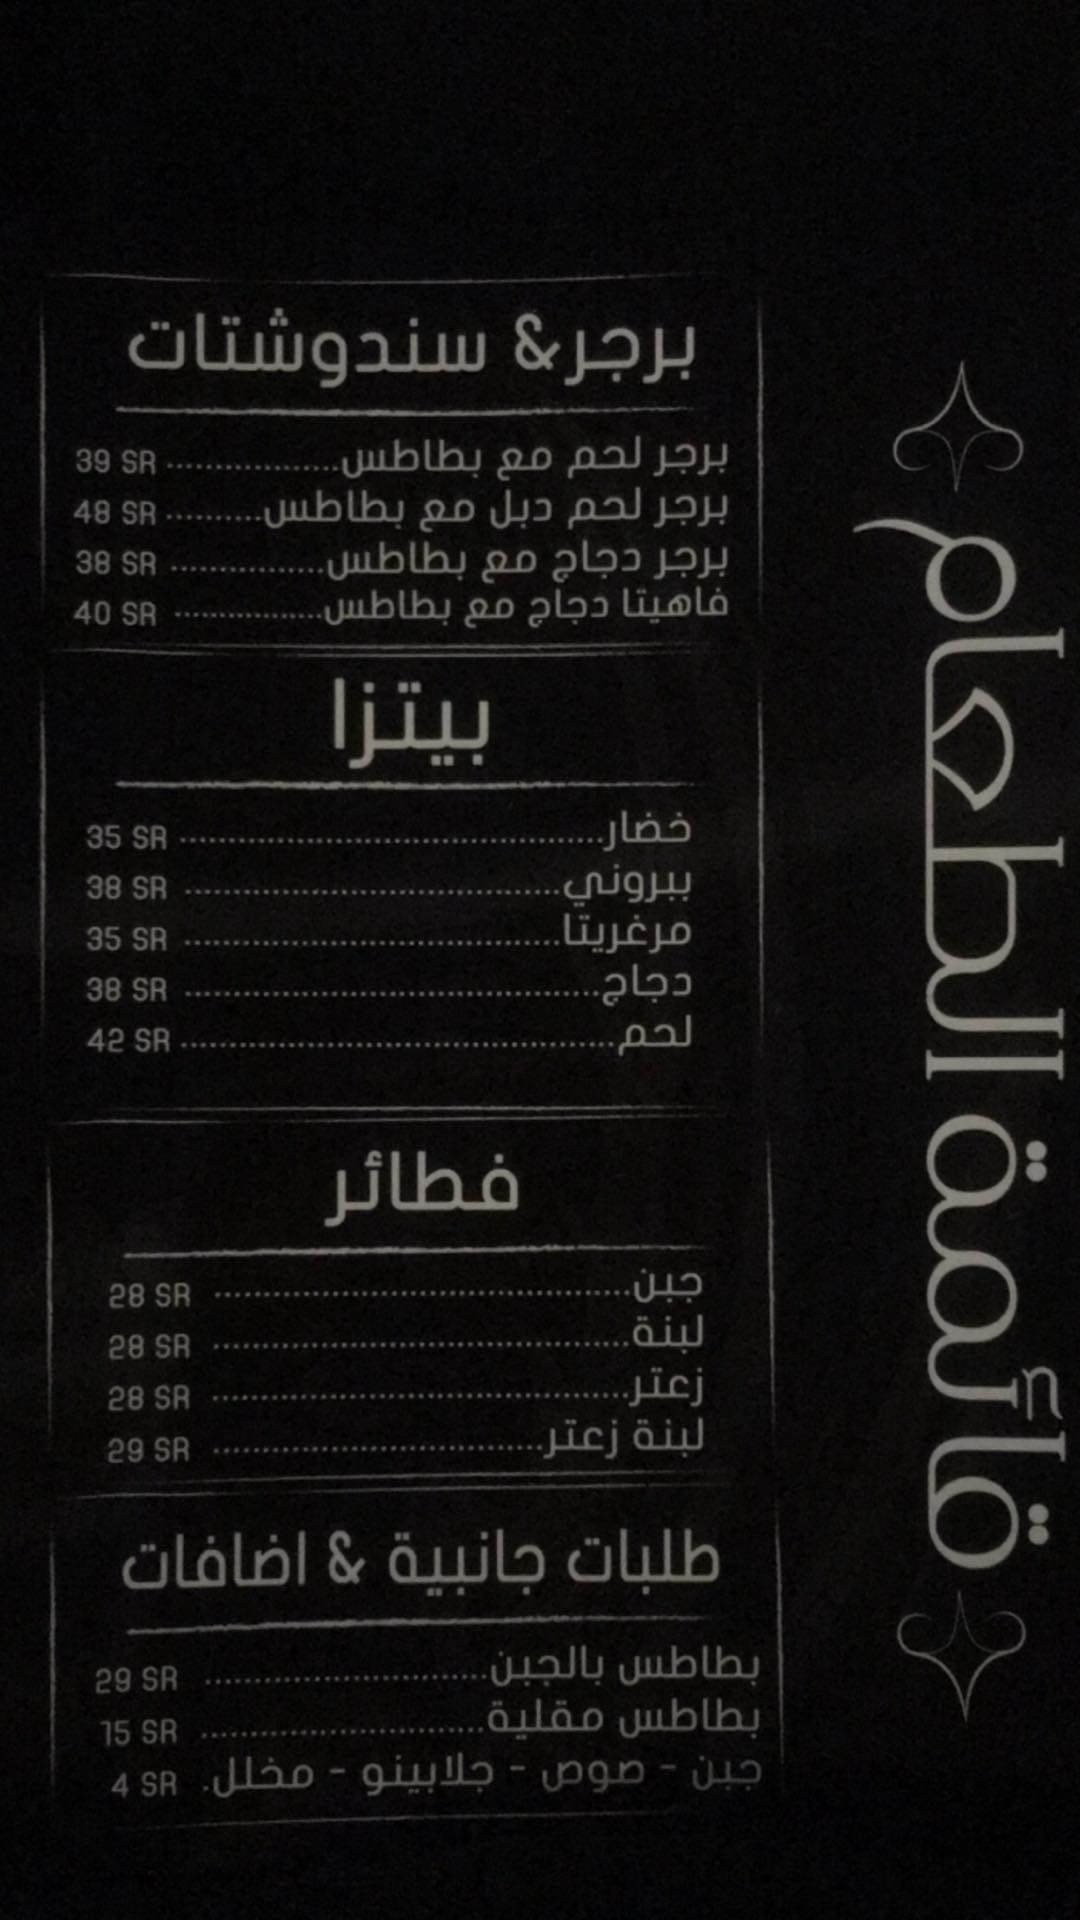 قائمة الطعام
برجر& سندوشتات
برجر لحم مع بطاطس................. 39 SR
برجر لحم دبل مع بطاطس.......... 48 SR
برجر دجاج مع بطاطس................ 38 SR
فاهيتا دجاج مع بطاطس................ 40 SR
بيتزا
خضار............................................. 35 SR
ببروني........................................ 38 SR
مرغريتا........................................ 35 SR
دجاج............................................ 38 SR
لحم.............................................. 42 SR
فطائر
جبن............................................ 28 SR
لبنة............................................ 28 SR
زعتر............................................ 28 SR
لبنة زعتر................................... 29 SR
طلبات جانبية & اضافات
بطاطس بالجبن.............................. 29 SR
بطاطس مقلية.............................. 15 SR
جبن - صوص - جلابينو - مخلل. 4 SR